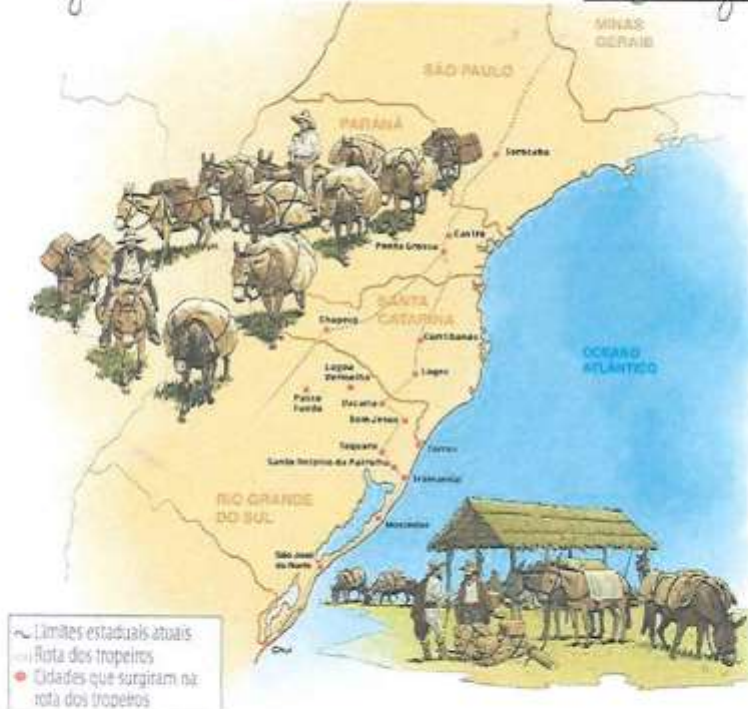 MINAS
GERAIS
SÃO PAULO
PARANÁ
Sorocaba
Castro
Ponta Grossa
SANTA
CATARINA
Chapecó
Curitibanos
OCEANO
ATLÂNTICO
Lagoa
Vermelha
Lages
Passo
Fundo
Vacaria
Bom Jesus
Taquara
Torres
Santo Antônio da Patrulha
Tramandaí
RIO GRANDE
DO SUL
Mostardas
São José
do Norte
Chuí
Limites estaduais atuais
Rota dos tropeiros
Cidades que surgiram na
rota dos tropeiros